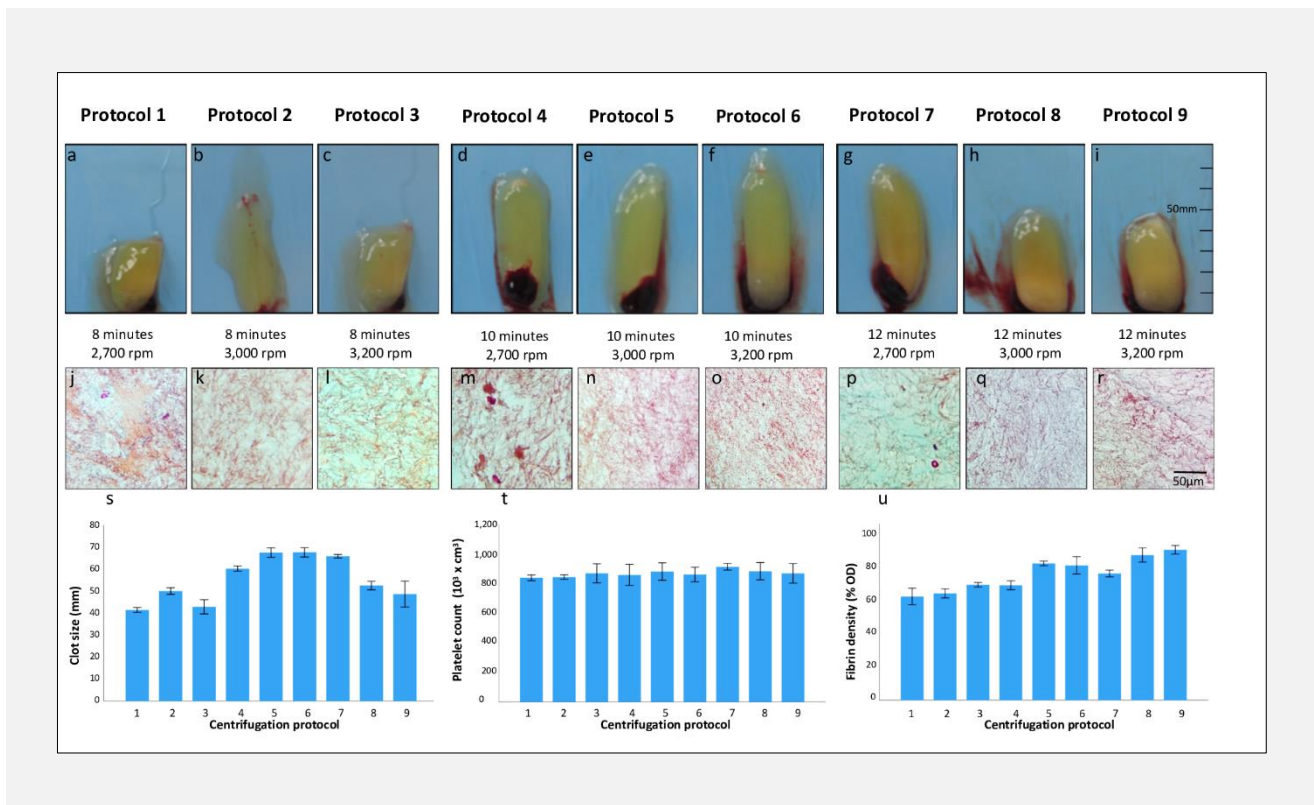 Protocol 1 Protocol 2 Protocol 3 Protocol 4 Protocol 5 Protocol 6 Protocol 7 Protocol 8 Protocol 9
a b c d e f g h i
50mm
8 minutes 8 minutes 8 minutes 10 minutes 10 minutes 10 minutes 12 minutes 12 minutes 12 minutes
2,700 rpm 3,000 rpm 3,200 rpm 2,700 rpm 3,000 rpm 3,200 rpm 2,700 rpm 3,000 rpm 3,200 rpm
j k l m n o p q r
50µm
s
Clot size (mm)
80
70
60
50
40
30
20
10
0
1 2 3 4 5 6 7 8 9
Centrifugation protocol
t
Platelet count (10³ x cm³)
1,200
1,000
800
600
400
200
0
1 2 3 4 5 6 7 8 9
Centrifugation protocol
u
Fibrin density (% OD)
100
80
60
40
20
0
1 2 3 4 5 6 7 8 9
Centrifugation protocol